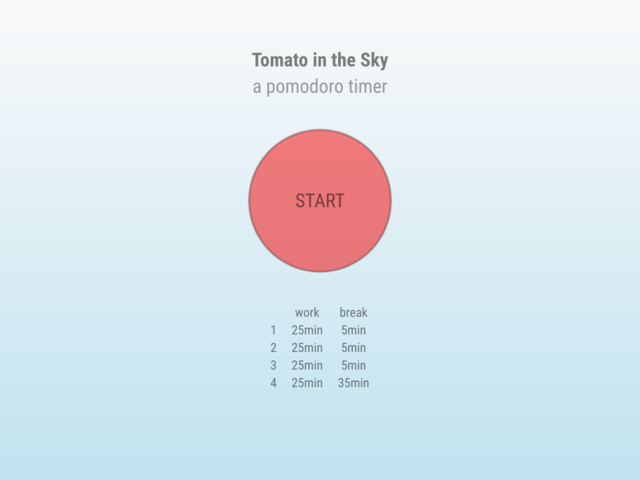 Tomato in the Sky
a pomodoro timer
START
work break
1 25min 5min
2 25min 5min
3 25min 5min
4 25min 35min